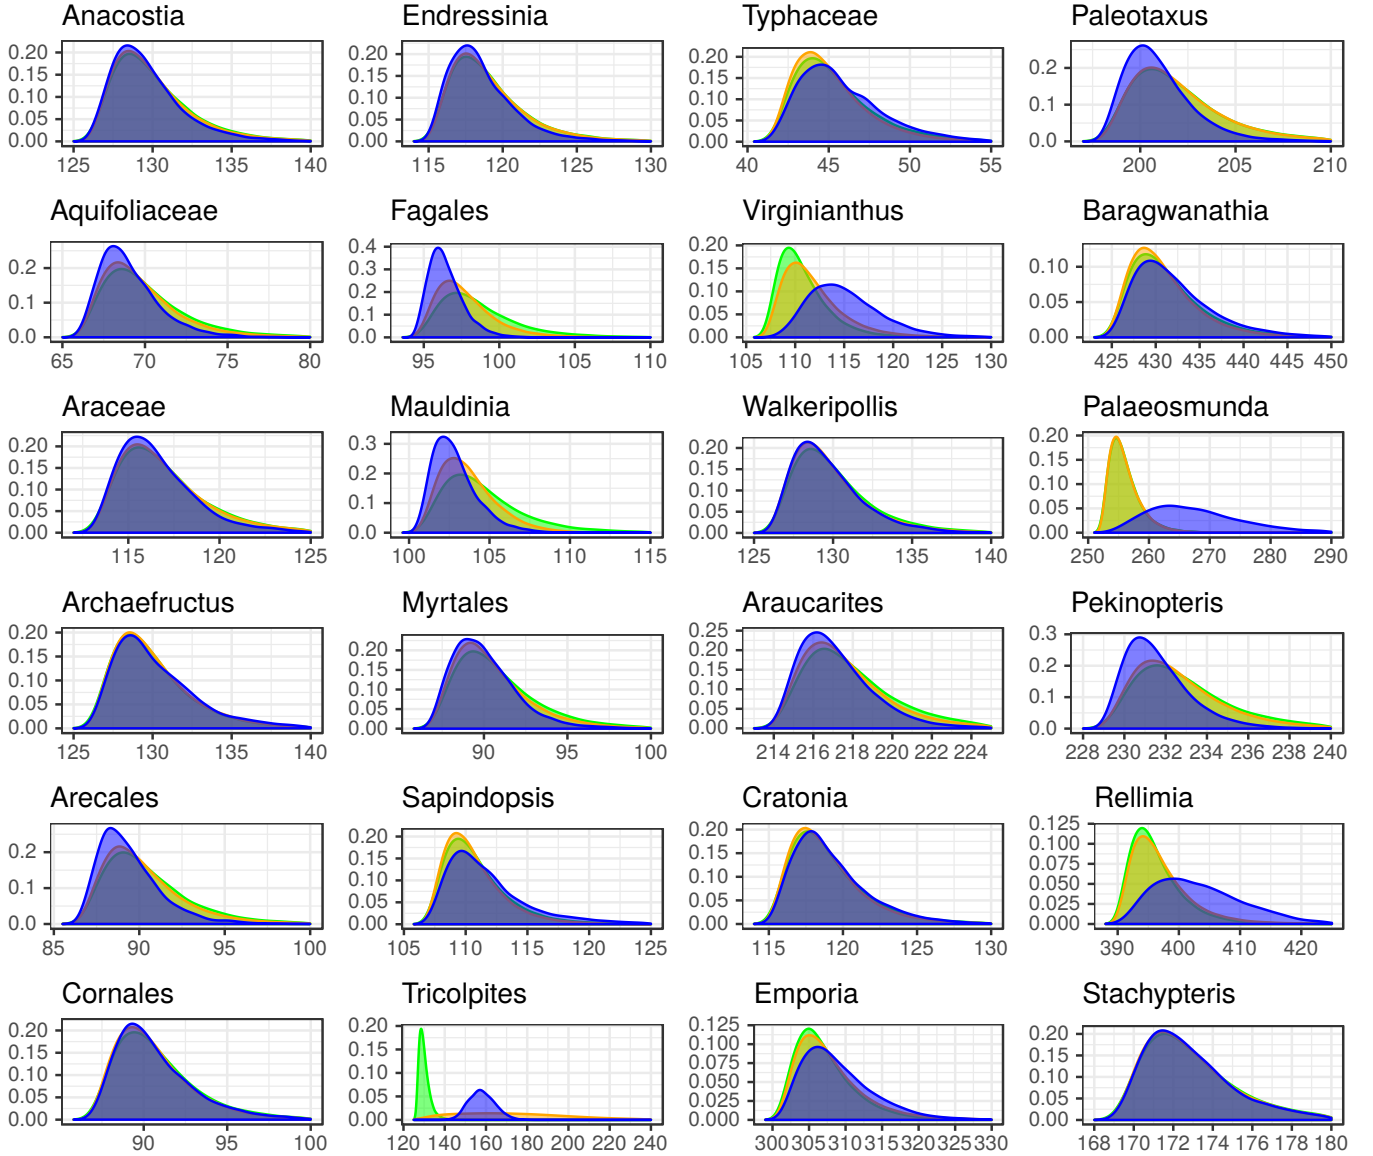 Anacostia Endressinia Typhaceae Paleotaxus
0.20 0.15 0.10 0.05 0.00 0.20 0.15 0.10 0.05 0.00 0.20 0.15 0.10 0.05 0.00 0.2 0.1 0.0
125 130 135 140 115 120 125 130 40 45 50 55 200 205 210
Aquifoliaceae Fagales Virginianthus Baragwanathia
0.2 0.1 0.0 0.4 0.3 0.2 0.1 0.0 0.20 0.15 0.10 0.05 0.00 0.10 0.05 0.00
65 70 75 80 95 100 105 110 105 110 115 120 125 130 425 430 435 440 445 450
Araceae Mauldinia Walkeripollis Palaeosmunda
0.20 0.15 0.10 0.05 0.00 0.3 0.2 0.1 0.0 0.20 0.15 0.10 0.05 0.00 0.20 0.15 0.10 0.05 0.00
115 120 125 100 105 110 115 125 130 135 140 250 260 270 280 290
Archaefructus Myrtales Araucarites Pekinopteris
0.20 0.15 0.10 0.05 0.00 0.20 0.15 0.10 0.05 0.00 0.25 0.20 0.15 0.10 0.05 0.00 0.3 0.2 0.1 0.0
125 130 135 140 90 95 100 214 216 218 220 222 224 228 230 232 234 236 238 240
Arecales Sapindopsis Cratonia Rellimia
0.2 0.1 0.0 0.20 0.15 0.10 0.05 0.00 0.20 0.15 0.10 0.05 0.00 0.125 0.100 0.075 0.050 0.025 0.000
85 90 95 100 105 110 115 120 125 115 120 125 130 390 400 410 420
Cornales Tricolpites Emporia Stachypteris
0.20 0.15 0.10 0.05 0.00 0.20 0.15 0.10 0.05 0.00 0.125 0.100 0.075 0.050 0.025 0.000 0.20 0.15 0.10 0.05 0.00
90 95 100 120 140 160 180 200 220 240 300 305 310 315 320 325 330 168 170 172 174 176 178 180